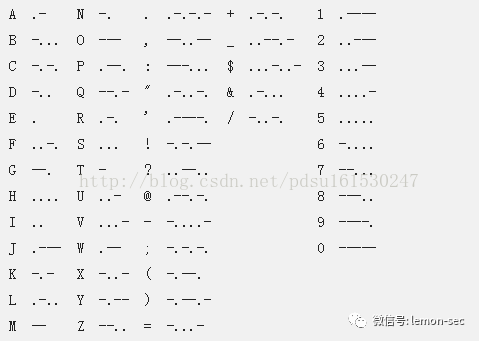 A .- N -. . .-.-.- + .-.-. 1 .----
B -... O --- , --..-- _ ..--.- 2 ..---
C -.-. P .--. : ---... $ ...-..- 3 ...--
D -.. Q --.- " .-..-. & .-... 4 ....-
E . R .-. ’ .----. / -..-. 5 .....
F ..-. S ... ! -.-.-- 6 -....
G --. T - ? ..--.. 7 --...
http://blog.csdn.net/pdsu161530247
H .... U ..- @ .--.-. 8 ---..
I .. V ...- - -....- 9 ----.
J .--- W .-- ; -.-.-. 0 -----
K -.- X -..- ( -.--.
L .-.. Y -.-- ) -.--.-
M -- Z --.. = -...-
微信号: lemon-sec